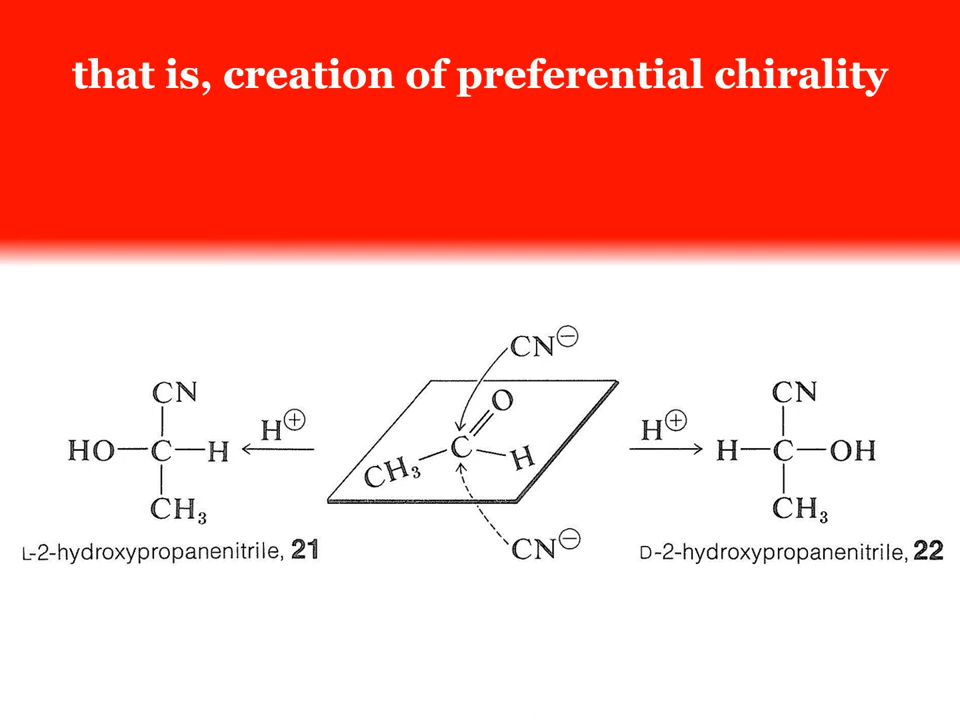 that is, creation of preferential chirality
CN⊖
CN
HO—C—H
CH₃
L-2-hydroxypropanenitrile, 21
H⊕
O
CH₃—C—H
CN⊖
H⊕
CN
H—C—OH
CH₃
D-2-hydroxypropanenitrile, 22